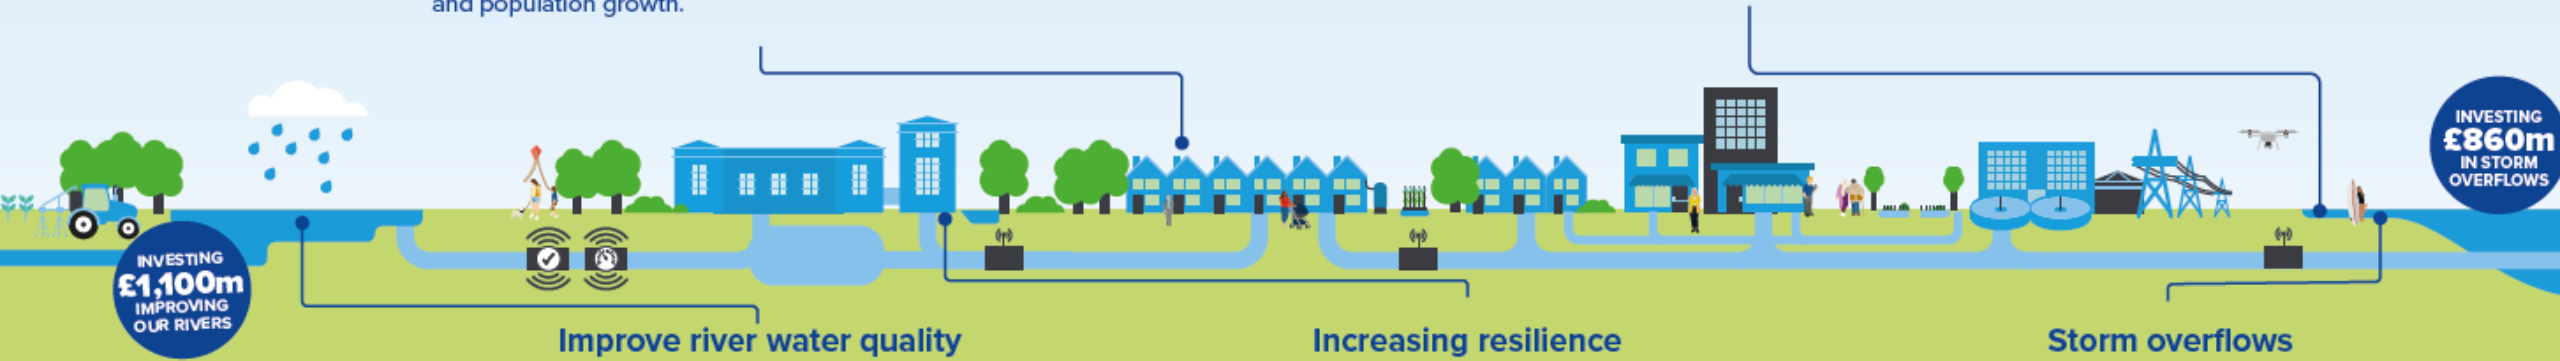 and population growth.
INVESTING
£860m
IN STORM
OVERFLOWS
INVESTING
£1,100m
IMPROVING
OUR RIVERS
Improve river water quality
Increasing resilience
Storm overflows